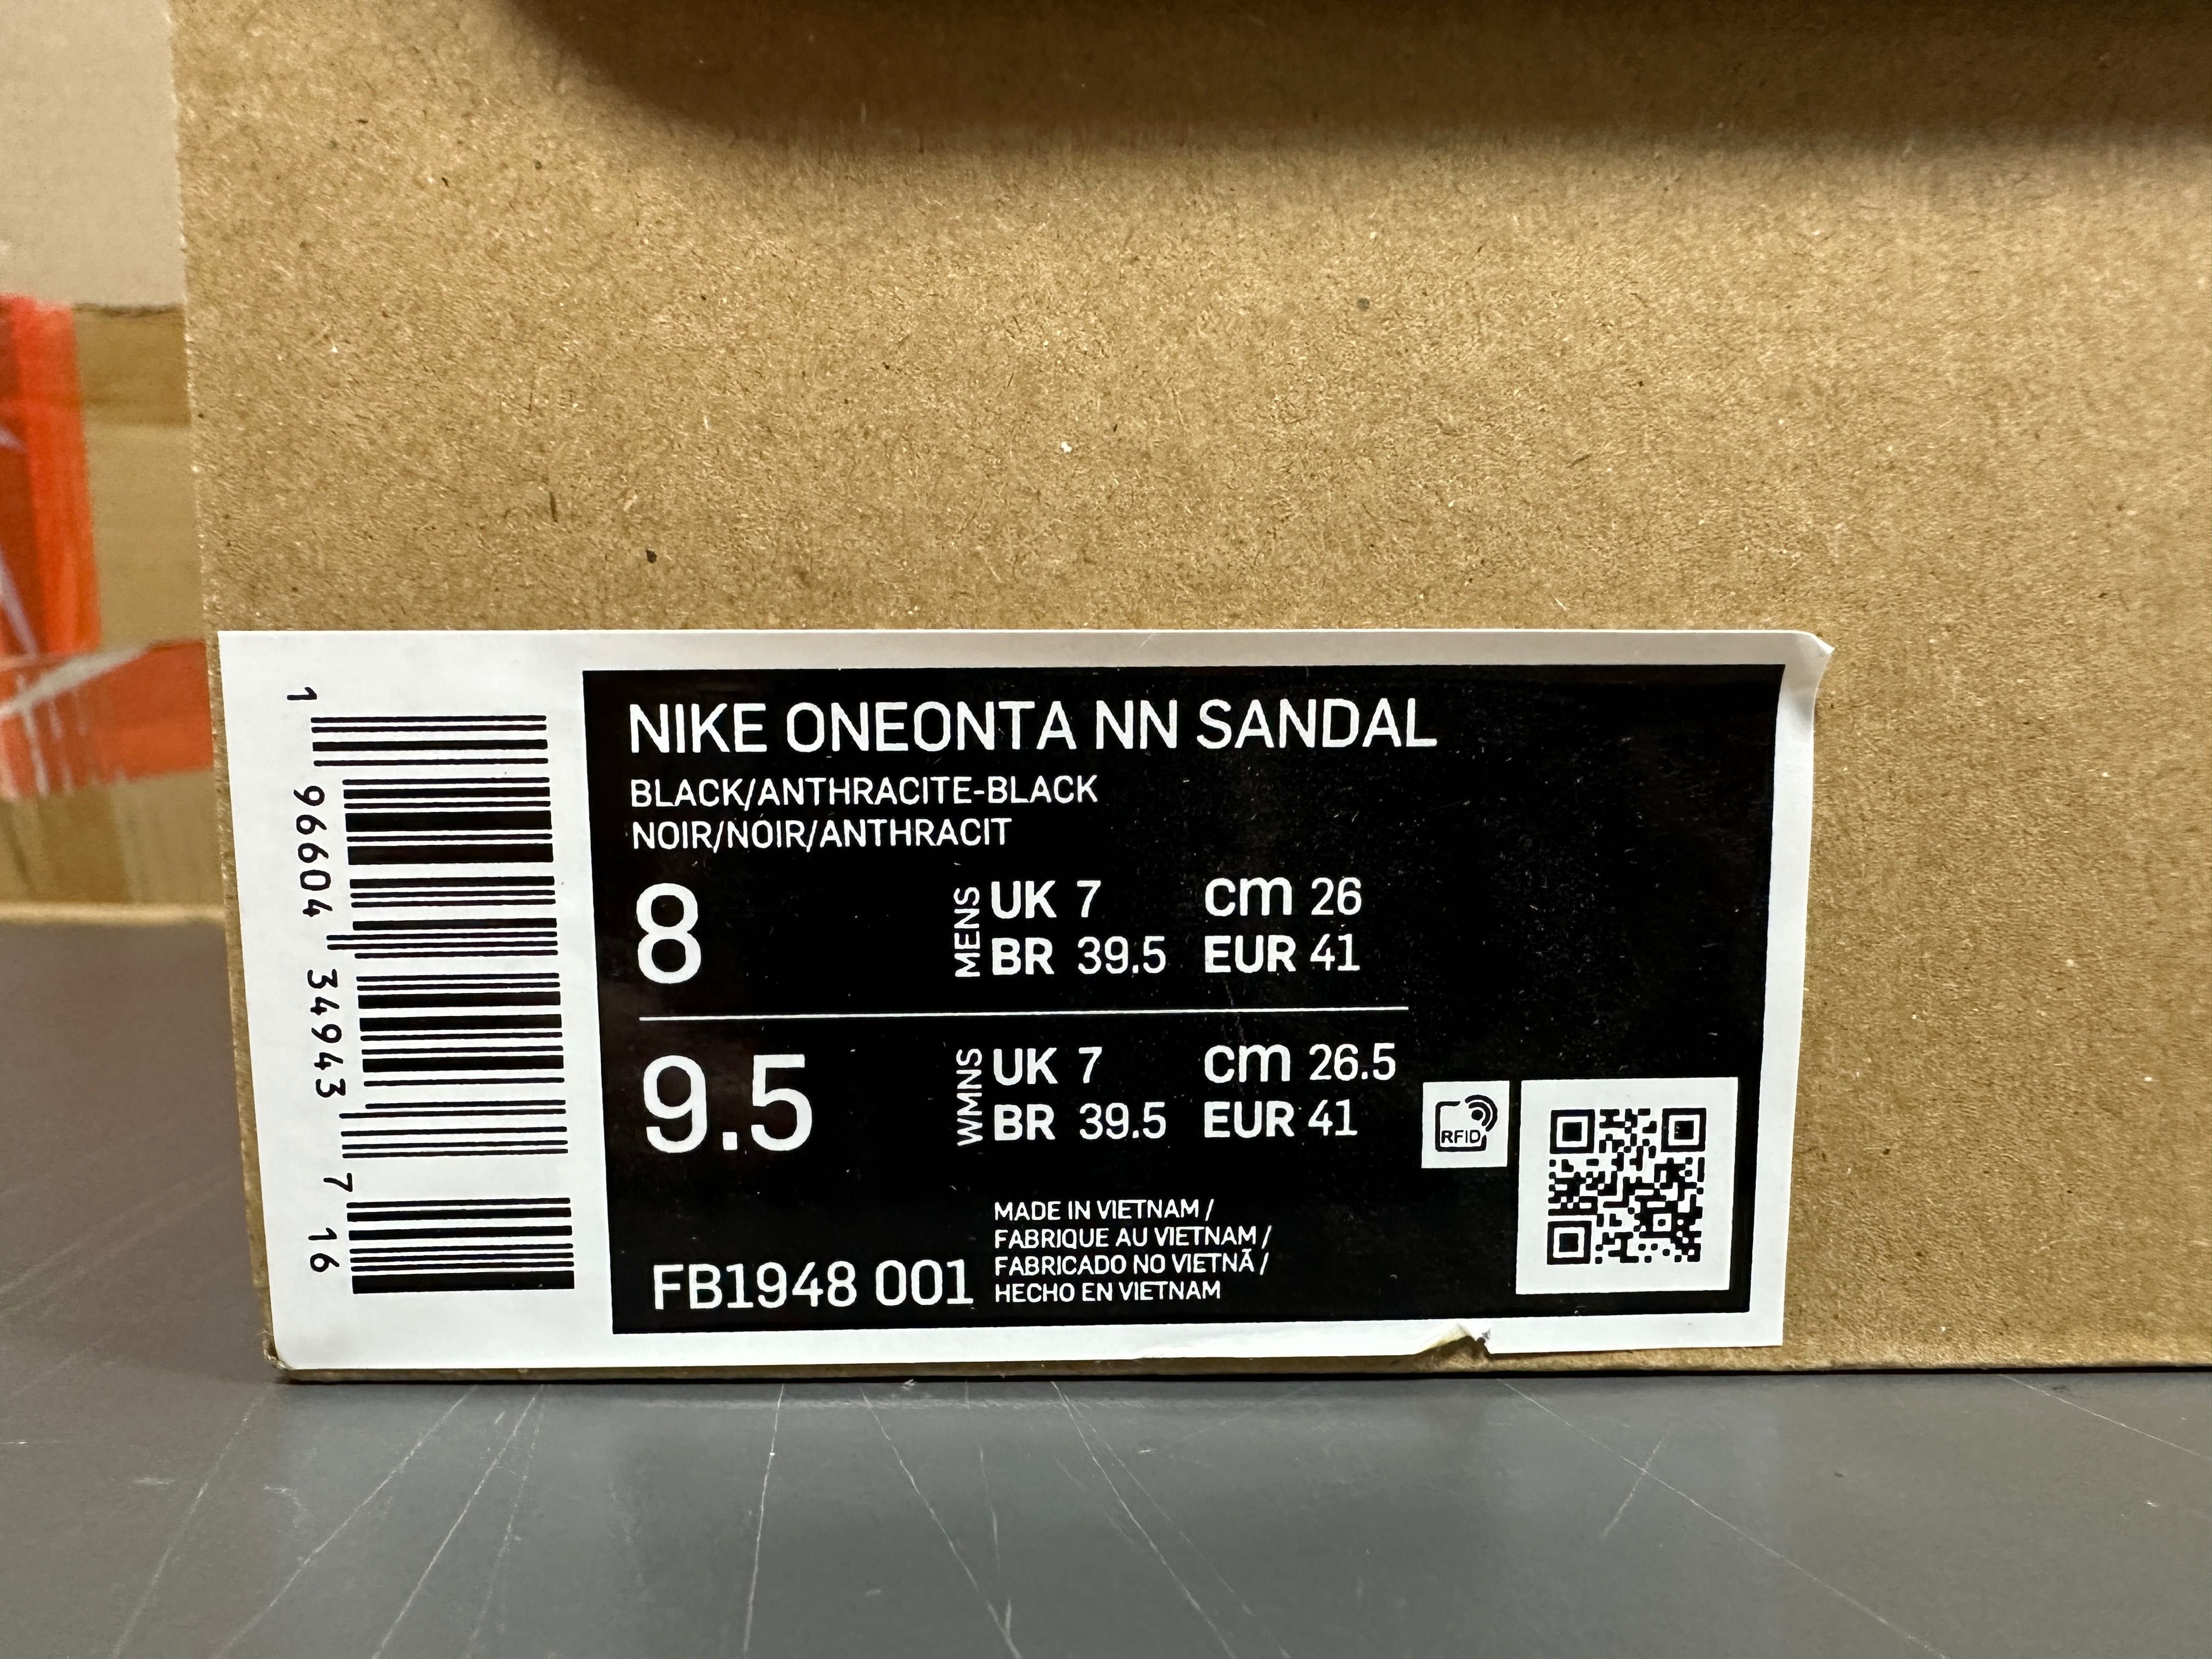 1 96604 34943 7 16
NIKE ONEONTA NN SANDAL
BLACK/ANTHRACITE-BLACK
NOIR/NOIR/ANTHRACIT
8
MENS
UK 7 cm 26
BR 39.5 EUR 41
9.5
WMNS
UK 7 cm 26.5
BR 39.5 EUR 41
RFID
FB1948 001
MADE IN VIETNAM /
FABRIQUE AU VIETNAM /
FABRICADO NO VIETNÃ /
HECHO EN VIETNAM